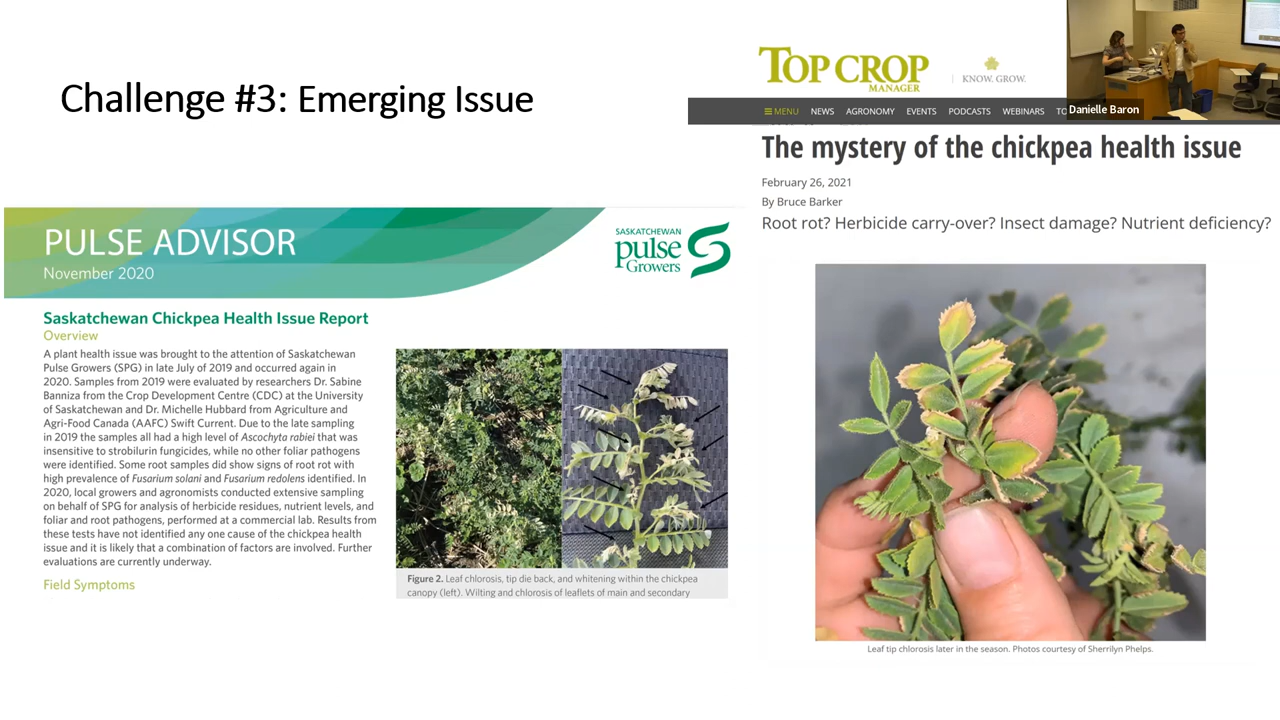 Challenge #3: Emerging Issue
TOP CROP
MANAGER
KNOW. GROW.
MENU NEWS AGRONOMY EVENTS PODCASTS WEBINARS TO
Danielle Baron
The mystery of the chickpea health issue
February 26, 2021
By Bruce Barker
Root rot? Herbicide carry-over? Insect damage? Nutrient deficiency?
Leaf tip chlorosis later in the season. Photos courtesy of Sherrilyn Phelps.
PULSE ADVISOR
November 2020
SASKATCHEWAN
pulse
Growers
Saskatchewan Chickpea Health Issue Report
Overview
A plant health issue was brought to the attention of Saskatchewan
Pulse Growers (SPG) in late July of 2019 and occurred again in
2020. Samples from 2019 were evaluated by researchers Dr. Sabine
Banniza from the Crop Development Centre (CDC) at the University
of Saskatchewan and Dr. Michelle Hubbard from Agriculture and
Agri-Food Canada (AAFC) Swift Current. Due to the late sampling
in 2019 the samples all had a high level of Ascochyta rabiei that was
insensitive to strobilurin fungicides, while no other foliar pathogens
were identified. Some root samples did show signs of root rot with
high prevalence of Fusarium solani and Fusarium redolens identified. In
2020, local growers and agronomists conducted extensive sampling
on behalf of SPG for analysis of herbicide residues, nutrient levels, and
foliar and root pathogens, performed at a commercial lab. Results from
these tests have not identified any one cause of the chickpea health
issue and it is likely that a combination of factors are involved. Further
evaluations are currently underway.
Field Symptoms
Figure 2. Leaf chlorosis, tip die back, and whitening within the chickpea
canopy (left). Wilting and chlorosis of leaflets of main and secondary